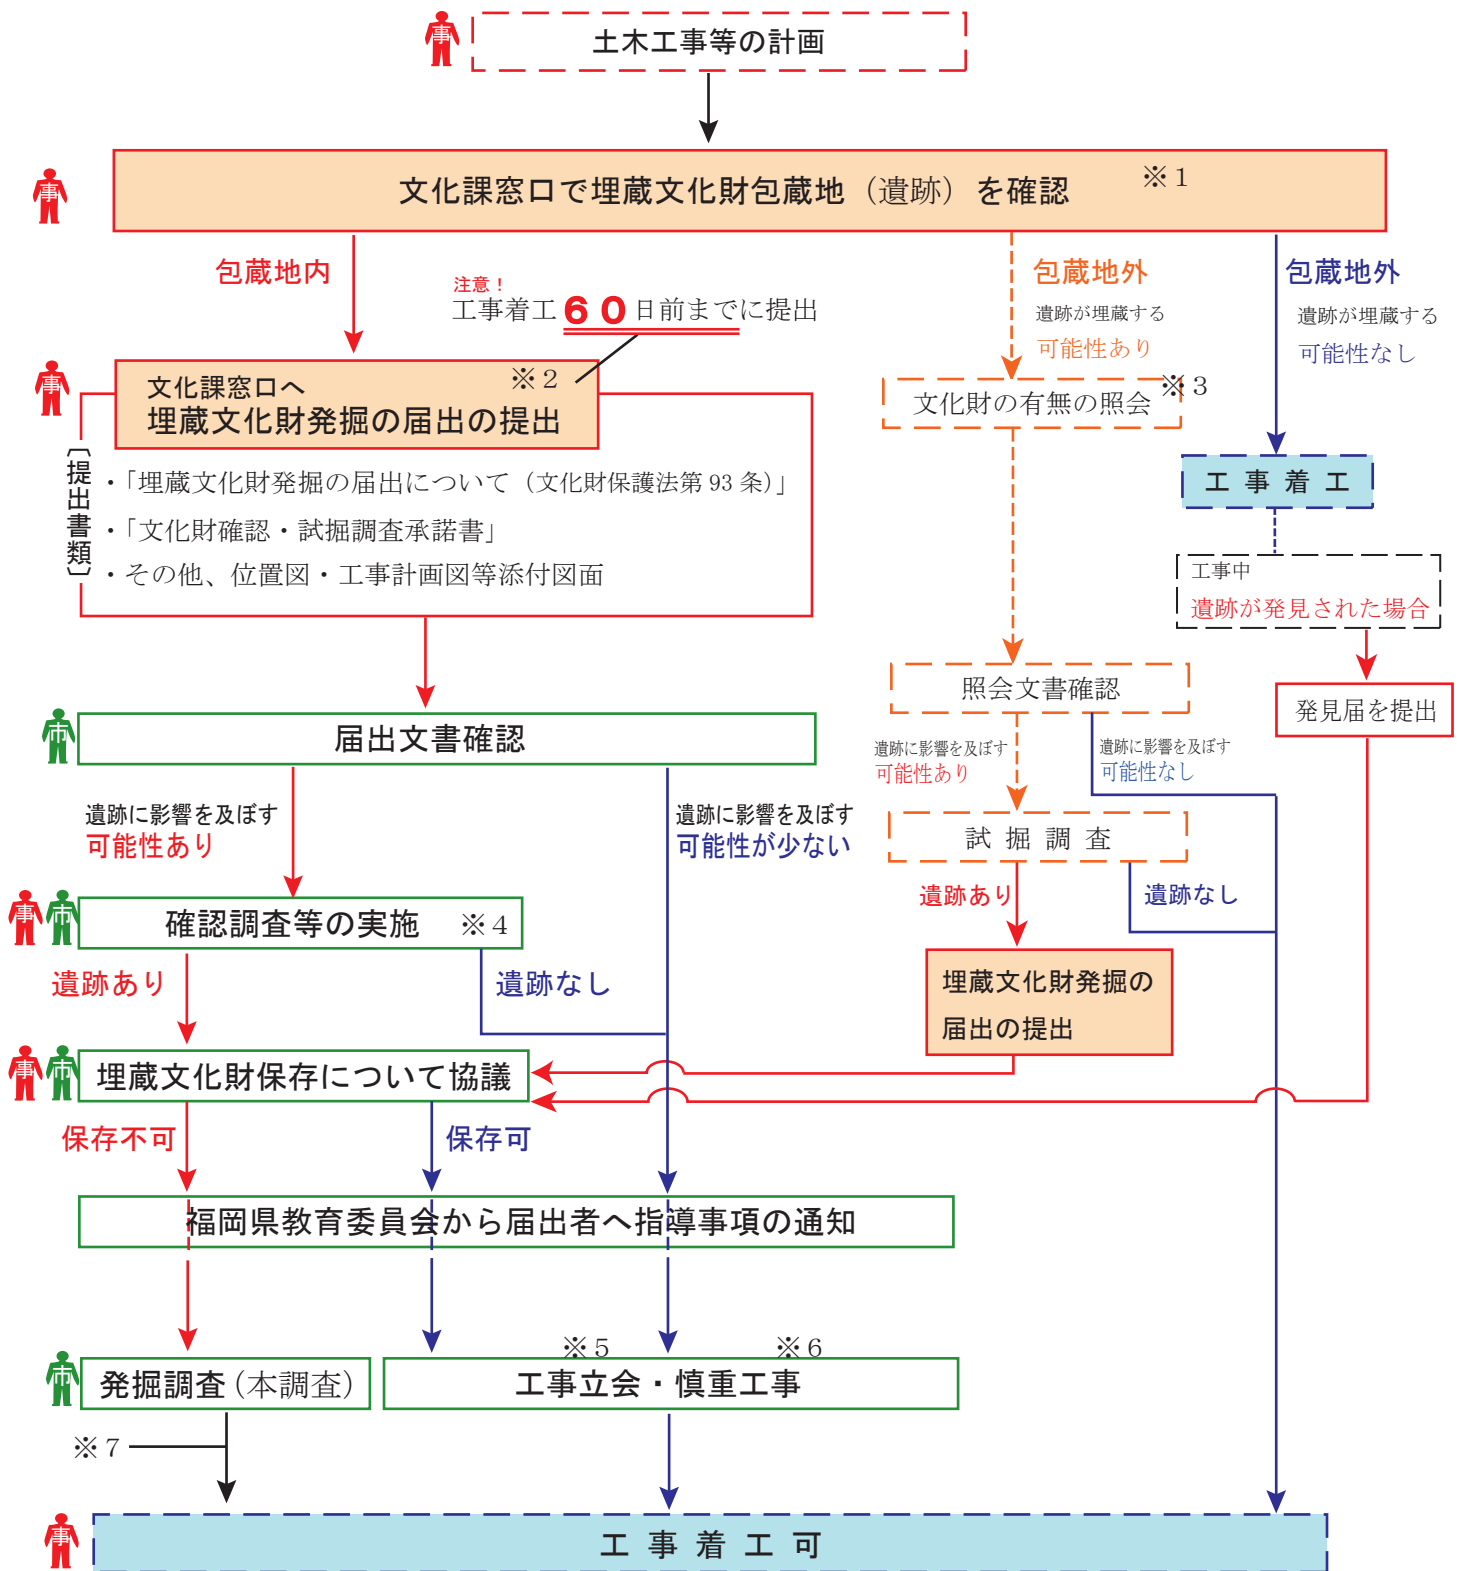 事
土木工事等の計画
事
文化課窓口で埋蔵文化財包蔵地（遺跡）を確認
※１
包蔵地内
注意！
工事着工６０日前までに提出
包蔵地外
遺跡が埋蔵する
可能性あり
包蔵地外
遺跡が埋蔵する
可能性なし
事
文化課窓口へ
※２
埋蔵文化財発掘の届出の提出
文化財の有無の照会
※３
工事着工
〔提出書類〕
・「埋蔵文化財発掘の届出について（文化財保護法第 93 条）」
・「文化財確認・試掘調査承諾書」
・その他、位置図・工事計画図等添付図面
工事中
遺跡が発見された場合
照会文書確認
発見届を提出
市
届出文書確認
遺跡に影響を及ぼす
可能性あり
遺跡に影響を及ぼす
可能性なし
遺跡に影響を及ぼす
可能性あり
遺跡に影響を及ぼす
可能性が少ない
試掘調査
遺跡あり
遺跡なし
事
市
確認調査等の実施
※４
遺跡あり
遺跡なし
埋蔵文化財発掘の
届出の提出
事
市
埋蔵文化財保存について協議
保存不可
保存可
福岡県教育委員会から届出者へ指導事項の通知
※５
※６
市
発掘調査（本調査）
工事立会・慎重工事
※７
事
工事着工可